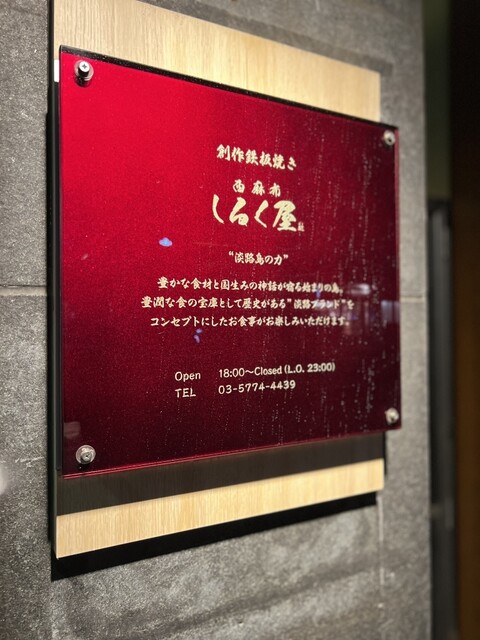 創作鉄板焼き
西麻布
しるく屋
“淡路島の力”
豊かな食材と国生みの神話が宿る始まりの島。
豊潤な食の宝庫として歴史がある“淡路ブランド”を
コンセプトにしたお食事がお楽しみいただけます。
Open 18:00～Closed (L.O. 23:00)
TEL 03-5774-4439